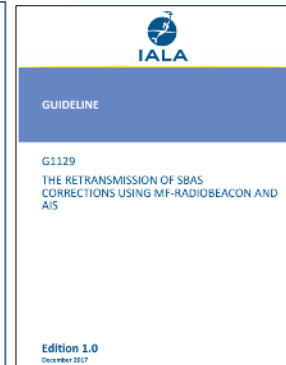 IALA
GUIDELINE
G1129
THE RETRANSMISSION OF SBAS
CORRECTIONS USING MF-RADIOBEACON AND
AIS
Edition 1.0
December 2017